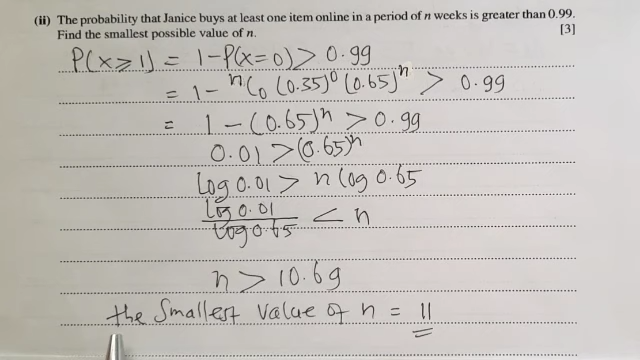 (ii) The probability that Janice buys at least one item online in a period of n weeks is greater than 0.99.
Find the smallest possible value of n. [3]
P(x≥1) = 1-P(x=0) > 0.99
= 1- ⁿC₀ (0.35)⁰ (0.65)ⁿ > 0.99
= 1-(0.65)ⁿ > 0.99
0.01 > (0.65)ⁿ
log 0.01 > n log 0.65
log 0.01 / log 0.65 < n
n > 10.69
the smallest value of n = 11